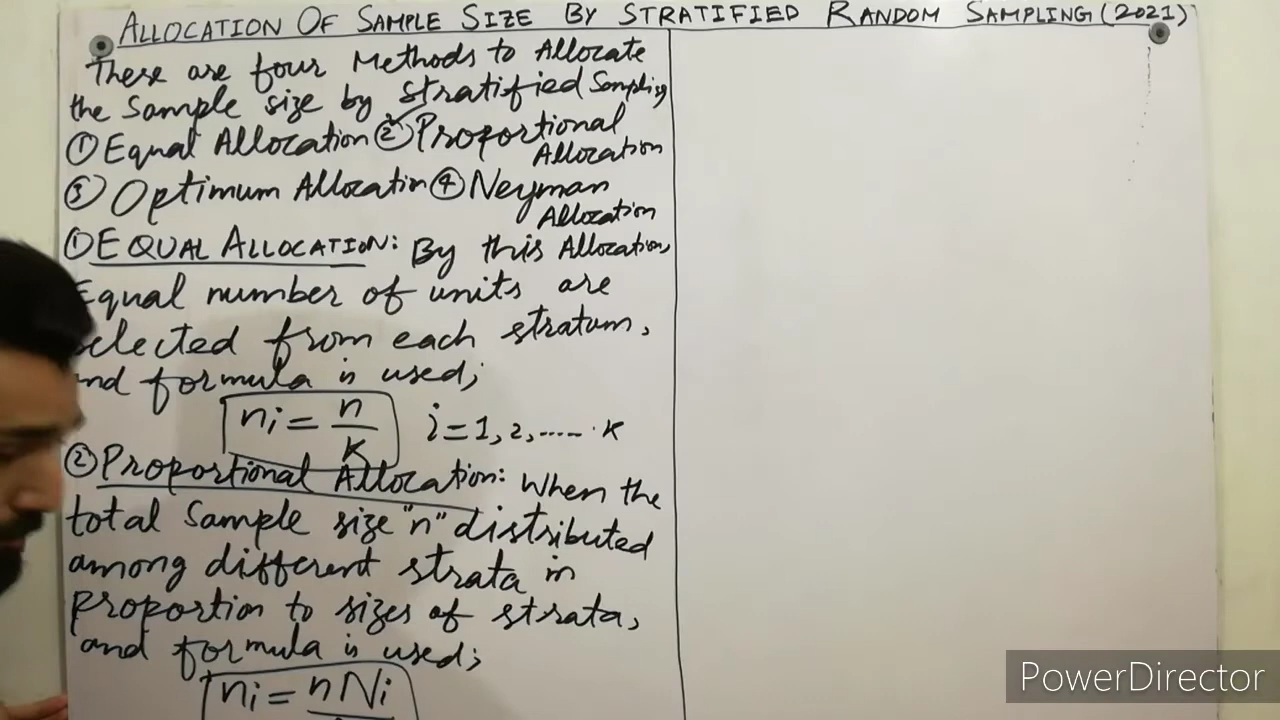 ALLOCATION OF SAMPLE SIZE BY STRATIFIED RANDOM SAMPLING (2021)
These are four Methods to Allocate
the Sample size by Stratified Sampling
① Equal Allocation ② Proportional Allocation
③ Optimum Allocation ④ Neyman Allocation
① EQUAL ALLOCATION: By this Allocation,
Equal number of units are
selected from each stratum,
and formula is used;
ni = n/k i=1, 2, ..... k
② Proportional Allocation: When the
total Sample size "n" distributed
among different strata in
proportion to sizes of strata,
and formula is used;
ni = nNi
PowerDirector